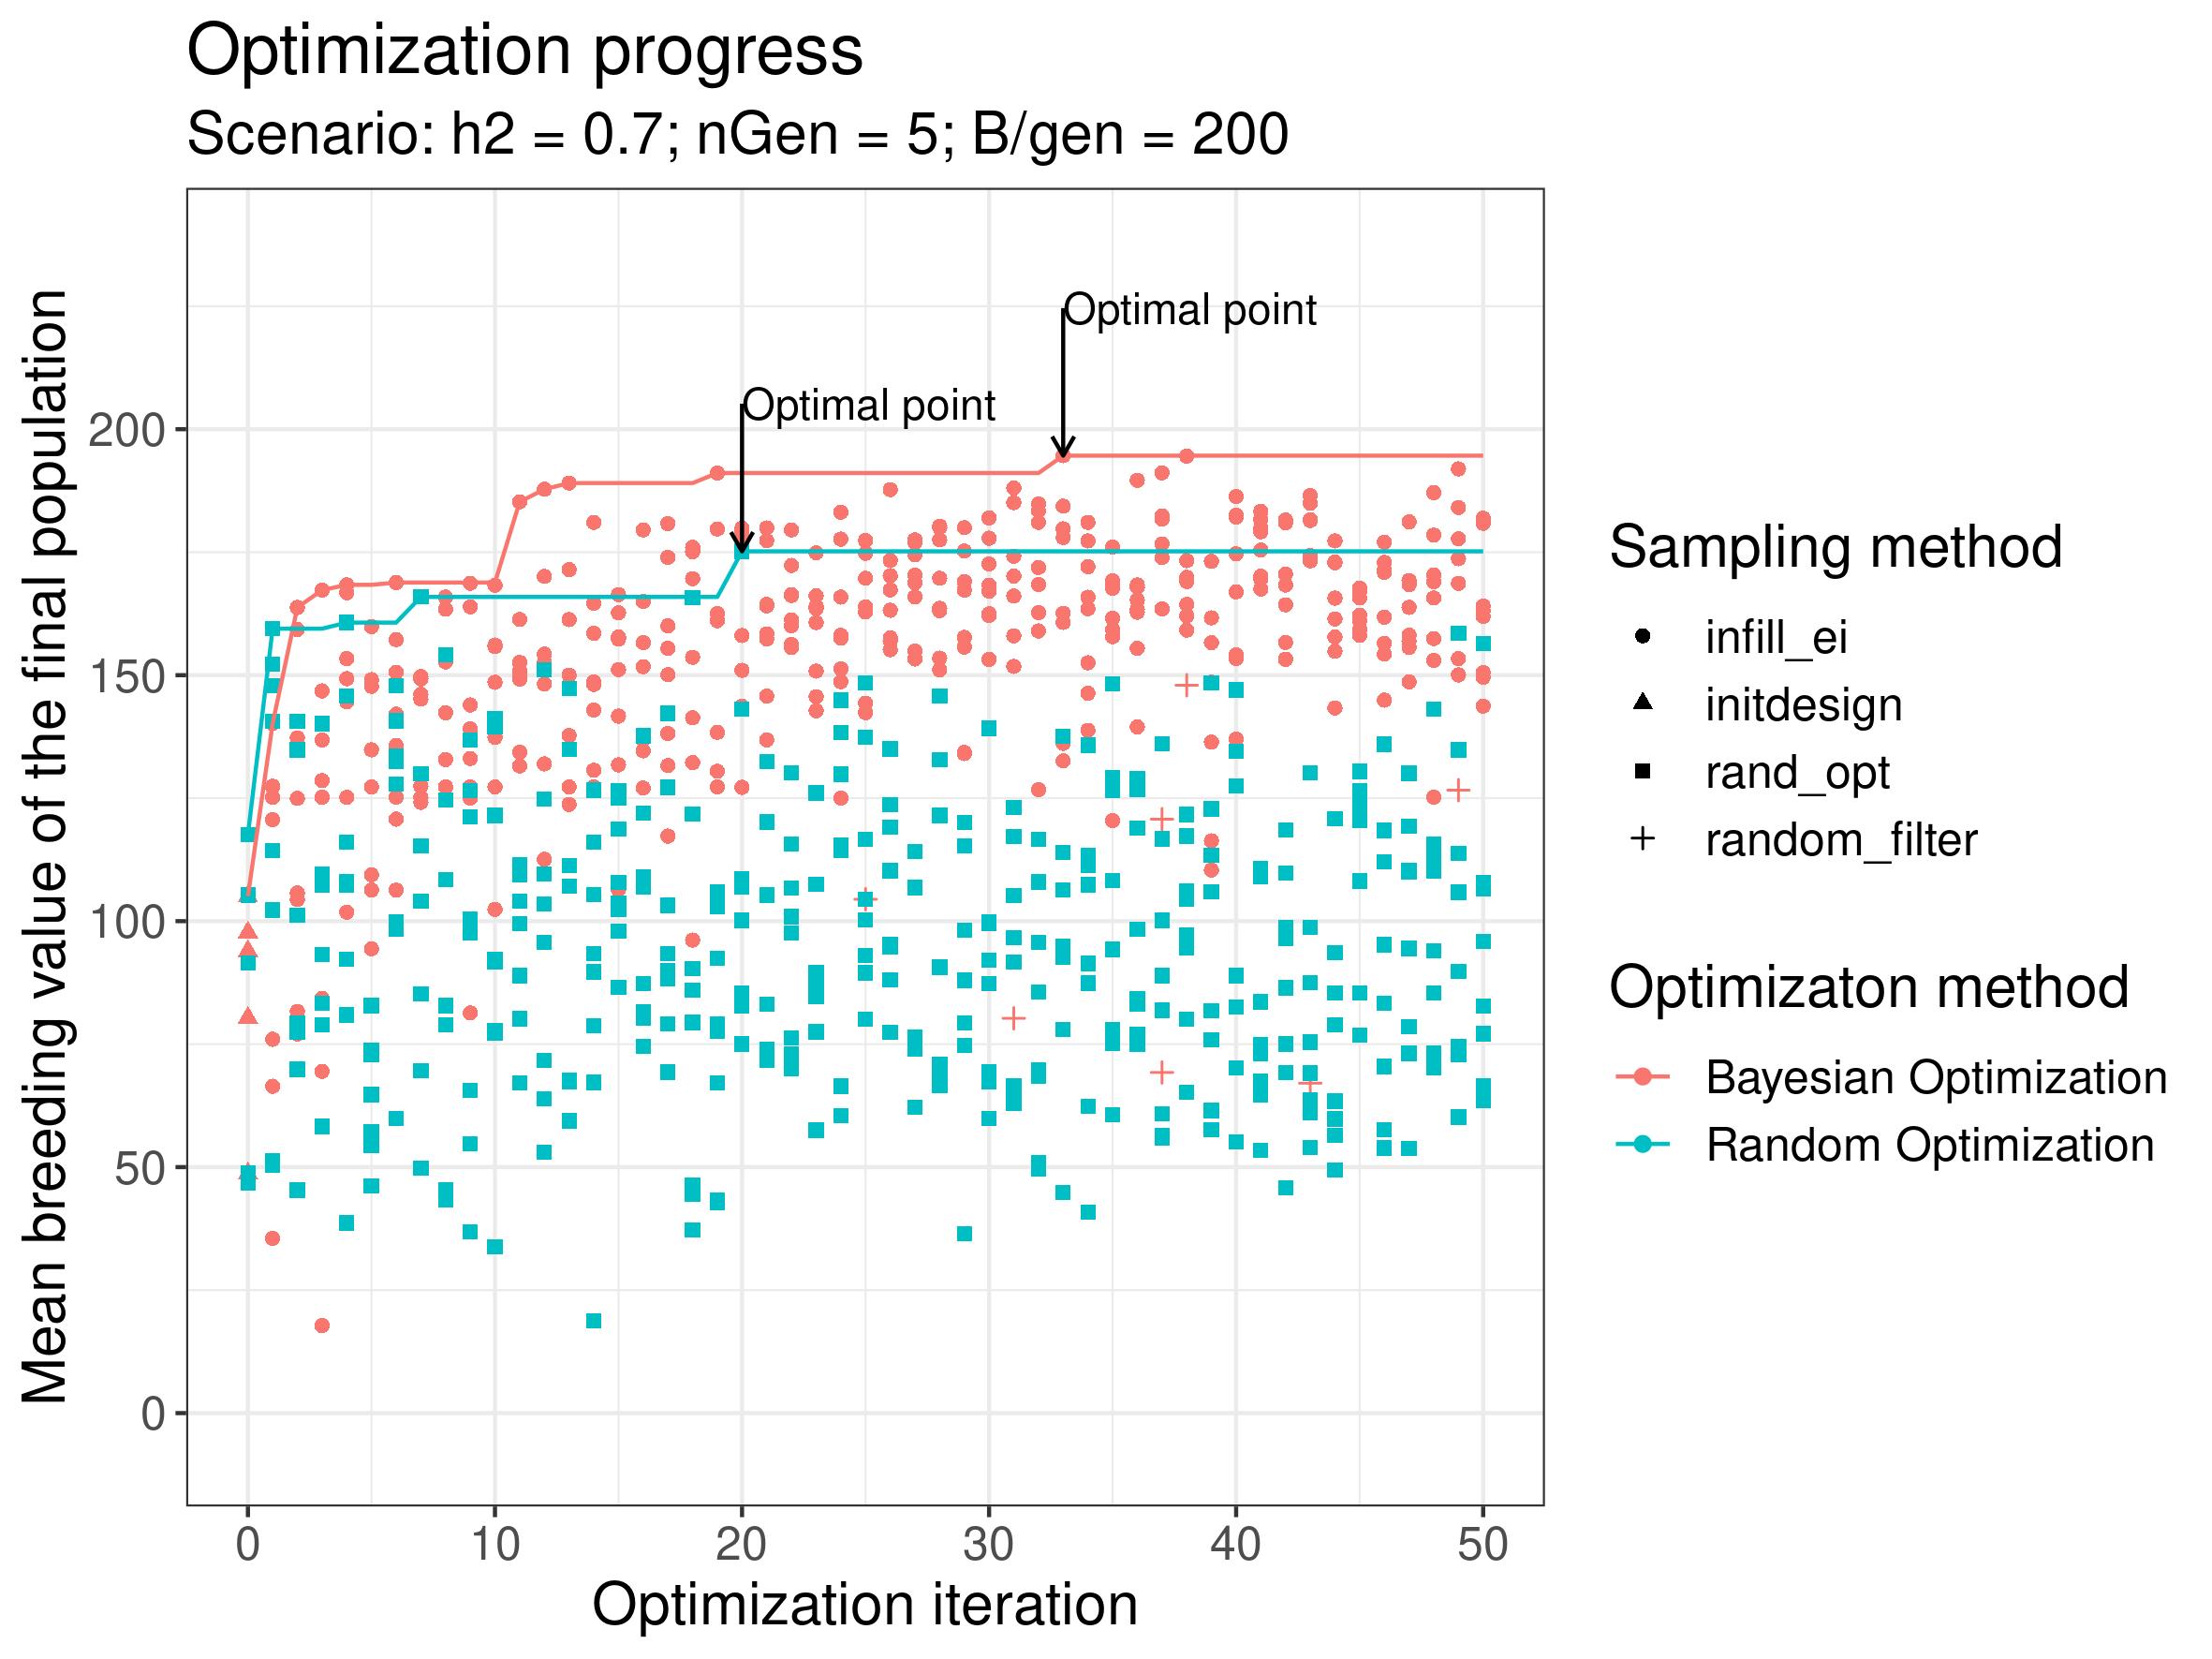 Optimization progress
Scenario: h2 = 0.7; nGen = 5; B/gen = 200
Mean breeding value of the final population
200
150
100
50
0
Optimal point
Optimal point
0 10 20 30 40 50
Optimization iteration
Sampling method
infill_ei
initdesign
rand_opt
random_filter
Optimizaton method
Bayesian Optimization
Random Optimization